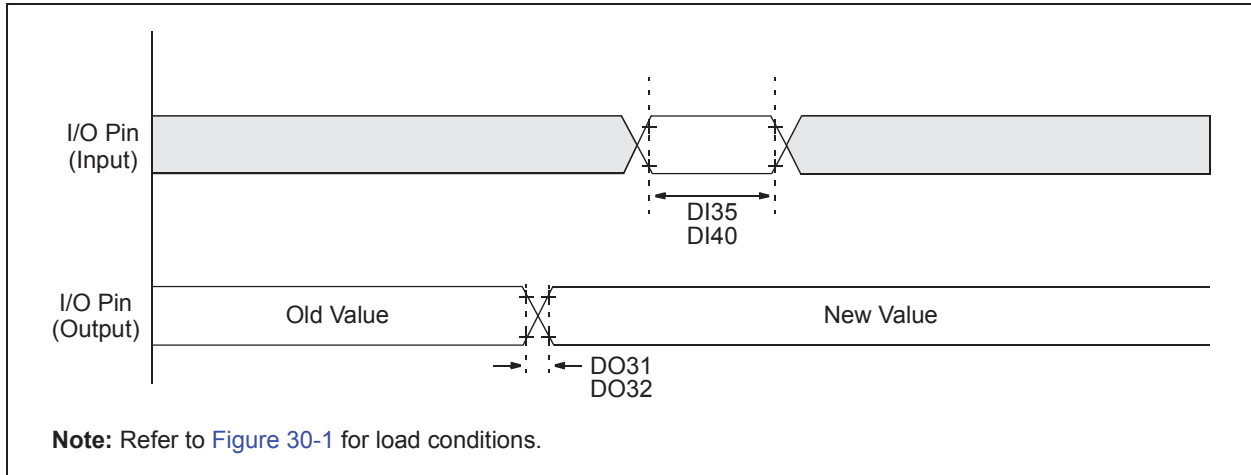 I/O Pin
(Input)
DI35
DI40
I/O Pin
(Output)
Old Value
New Value
DO31
DO32
Note: Refer to Figure 30-1 for load conditions.